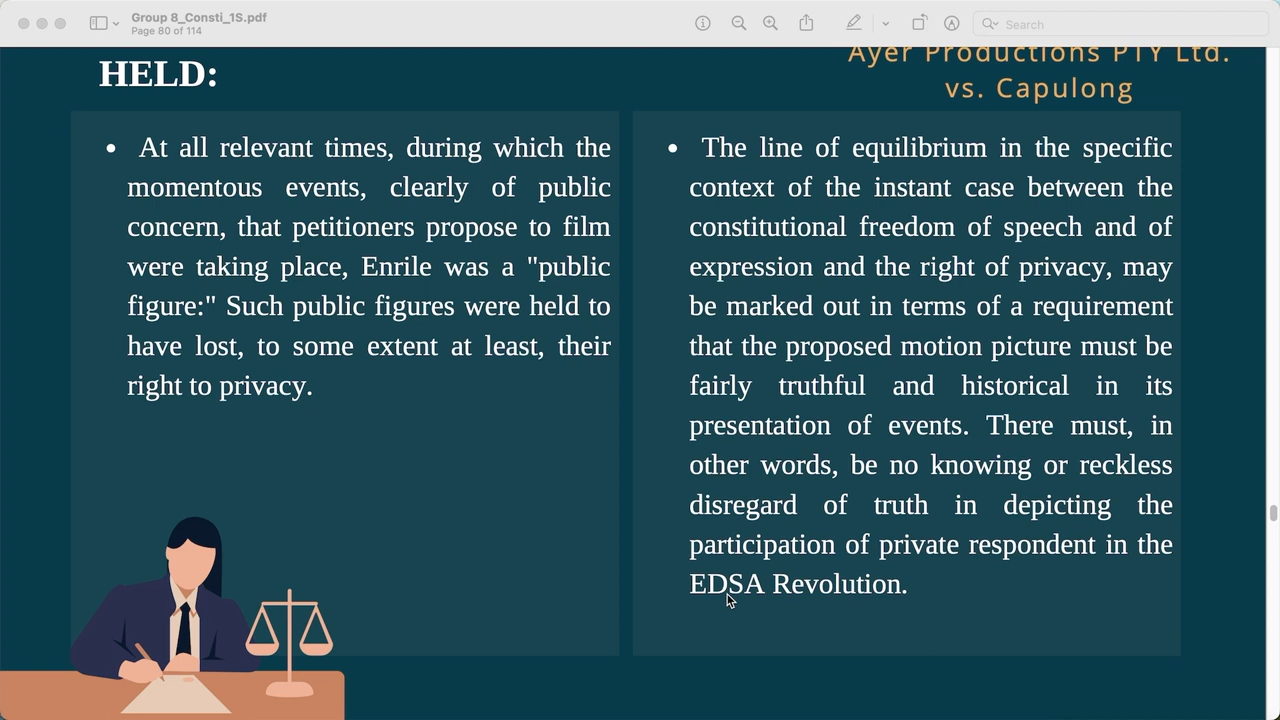 Group 8_Consti_1S.pdf
Page 80 of 114
Search
Ayer Productions PTY Ltd.
vs. Capulong
HELD:
• At all relevant times, during which the
momentous events, clearly of public
concern, that petitioners propose to film
were taking place, Enrile was a "public
figure:" Such public figures were held to
have lost, to some extent at least, their
right to privacy.
• The line of equilibrium in the specific
context of the instant case between the
constitutional freedom of speech and of
expression and the right of privacy, may
be marked out in terms of a requirement
that the proposed motion picture must be
fairly truthful and historical in its
presentation of events. There must, in
other words, be no knowing or reckless
disregard of truth in depicting the
participation of private respondent in the
EDSA Revolution.